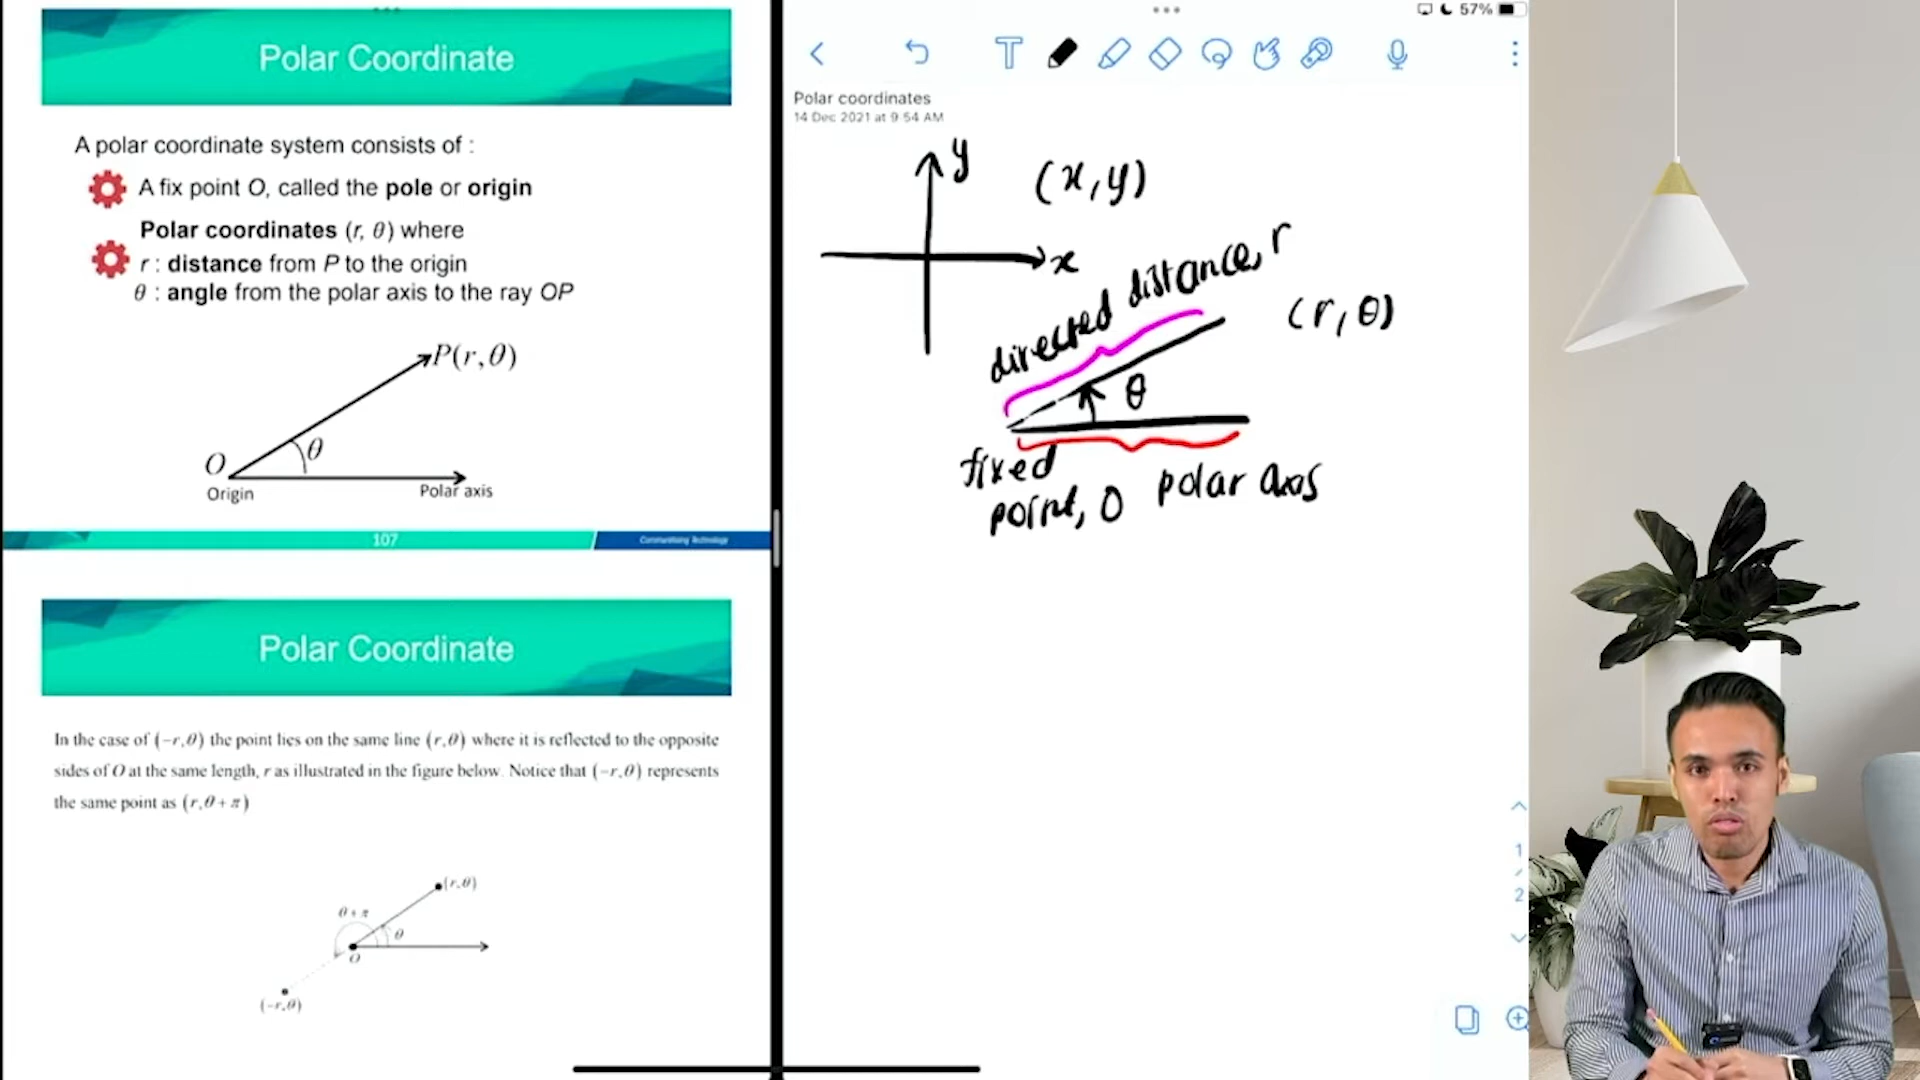 Polar Coordinate
A polar coordinate system consists of :
A fix point O, called the pole or origin
Polar coordinates (r, θ) where
r : distance from P to the origin
θ : angle from the polar axis to the ray OP
P(r,θ)
O
θ
Origin
Polar axis
107
Communitising Technology
Polar Coordinate
In the case of (−r,θ) the point lies on the same line (r,θ) where it is reflected to the opposite
sides of O at the same length, r as illustrated in the figure below. Notice that (−r,θ) represents
the same point as (r,θ+π)
(r,θ)
θ+π
θ
O
(−r,θ)
57%
T
Polar coordinates
14 Dec 2021 at 9 54 AM
y
(x,y)
x
directed distance, r
(r,θ)
θ
fixed
point, O
polar axis
1
2